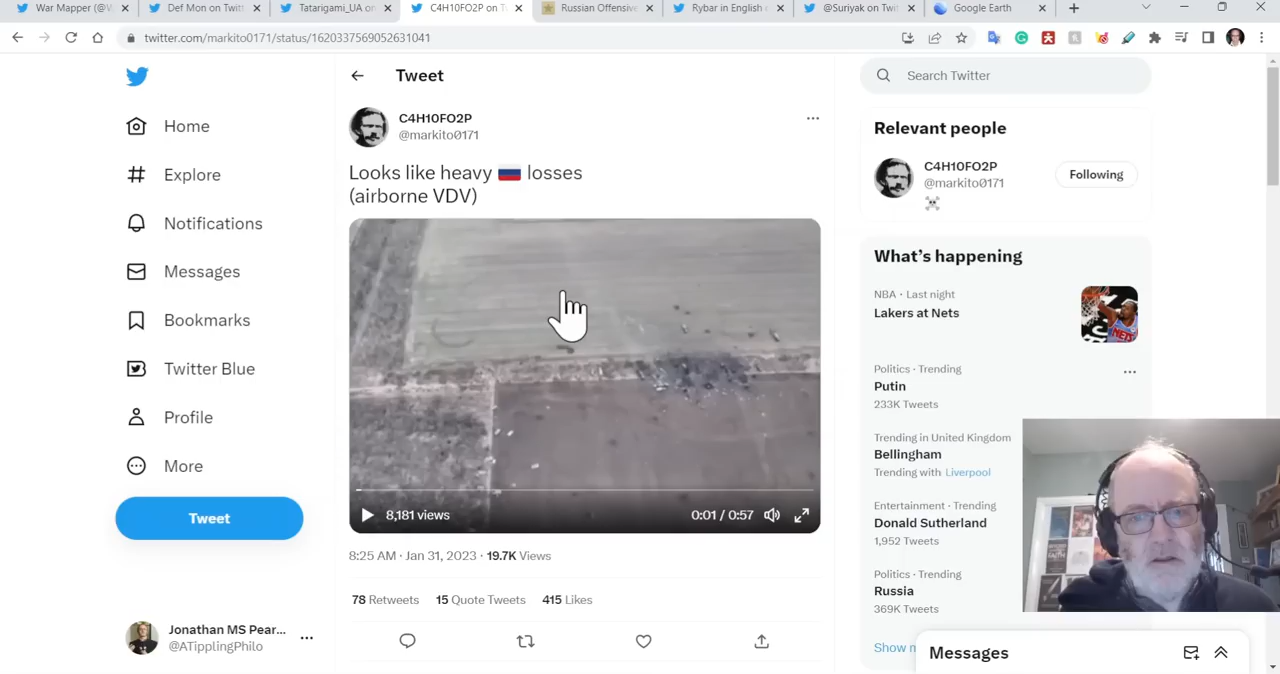 War Mapper (@W
Def Mon on Twitt
Tatarigami_UA on
C4H10FO2P on T
Russian Offensive
Rybar in English o
@Suriyak on Twit
Google Earth
twitter.com/markito0171/status/1620337569052631041
Tweet
Search Twitter
Home
Explore
Notifications
Messages
Bookmarks
Twitter Blue
Profile
More
Tweet
Jonathan MS Pear...
@ATipplingPhilo
C4H10FO2P
@markito0171
Looks like heavy losses
(airborne VDV)
8,181 views
0:01 / 0:57
8:25 AM · Jan 31, 2023 · 19.7K Views
78 Retweets 15 Quote Tweets 415 Likes
Relevant people
C4H10FO2P
@markito0171
Following
What's happening
NBA · Last night
Lakers at Nets
Politics · Trending
Putin
233K Tweets
Trending in United Kingdom
Bellingham
Trending with Liverpool
Entertainment · Trending
Donald Sutherland
1,952 Tweets
Politics · Trending
Russia
369K Tweets
Show
Messages